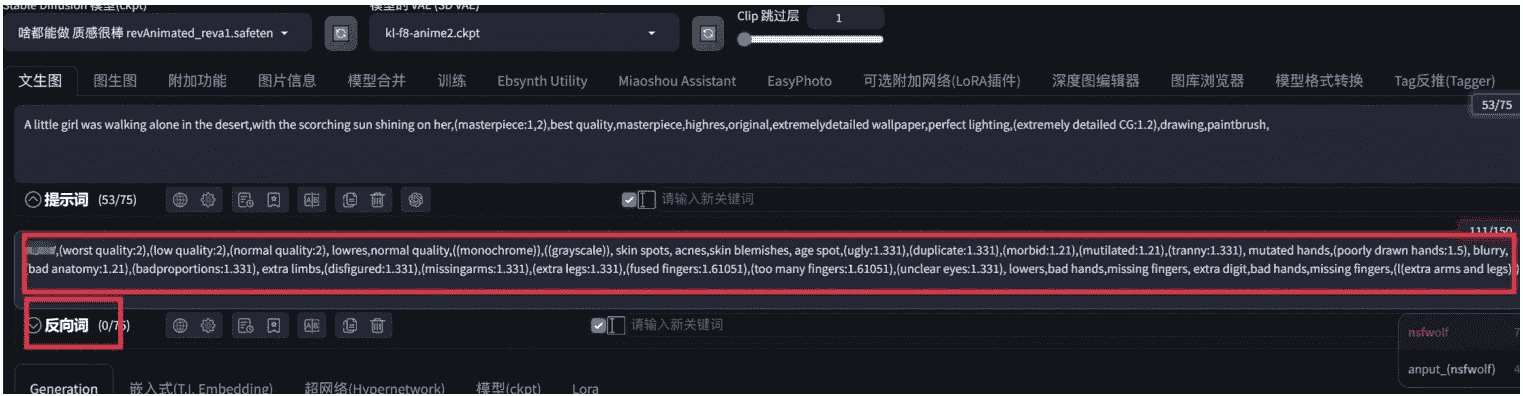 Stable Diffusion 模型(ckpt) 模型的 VAE (SD VAE) Clip 跳过层 1
啥都能做 质感很棒 revAnimated_reva1.safeten kl-f8-anime2.ckpt
文生图 图生图 附加功能 图片信息 模型合并 训练 Ebsynth Utility Miaoshou Assistant EasyPhoto 可选附加网络(LoRA插件) 深度图编辑器 图库浏览器 模型格式转换 Tag反推(Tagger)
53/75
A little girl was walking alone in the desert,with the scorching sun shining on her,(masterpiece:1,2),best quality,masterpiece,highres,original,extremelydetailed wallpaper,perfect lighting,(extremely detailed CG:1.2),drawing,paintbrush,
提示词 (53/75) 请输入新关键词
111/150
,(worst quality:2),(low quality:2),(normal quality:2), lowres,normal quality,((monochrome)),((grayscale)), skin spots, acnes,skin blemishes, age spot,(ugly:1.331),(duplicate:1.331),(morbid:1.21),(mutilated:1.21),(tranny:1.331), mutated hands,(poorly drawn hands:1.5), blurry,
(bad anatomy:1.21),(badproportions:1.331), extra limbs,(disfigured:1.331),(missingarms:1.331),(extra legs:1.331),(fused fingers:1.61051),(too many fingers:1.61051),(unclear eyes:1.331), lowers,bad hands,missing fingers, extra digit,bad hands,missing fingers,(l(extra arms and legs)
反向词 (0/75) 请输入新关键词
nsfwolf 7
anput_(nsfwolf) 4
Generation 嵌入式(T.I. Embedding) 超网络(Hypernetwork) 模型(ckpt) Lora